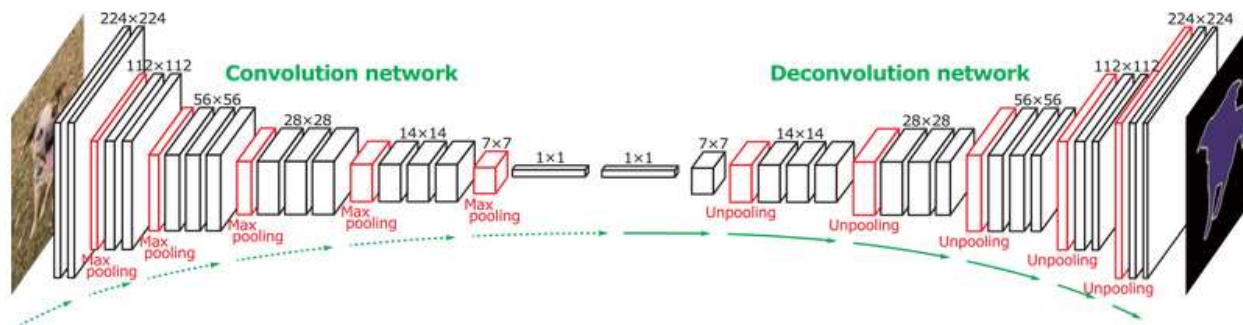 224×224
224×224
112×112
Convolution network
Deconvolution network
112×112
56×56
56×56
28×28
28×28
14×14
14×14
7×7
7×7
1×1
1×1
Max
pooling
Max
pooling
Max
pooling
Max
pooling
Max
pooling
Unpooling
Unpooling
Unpooling
Unpooling
Unpooling